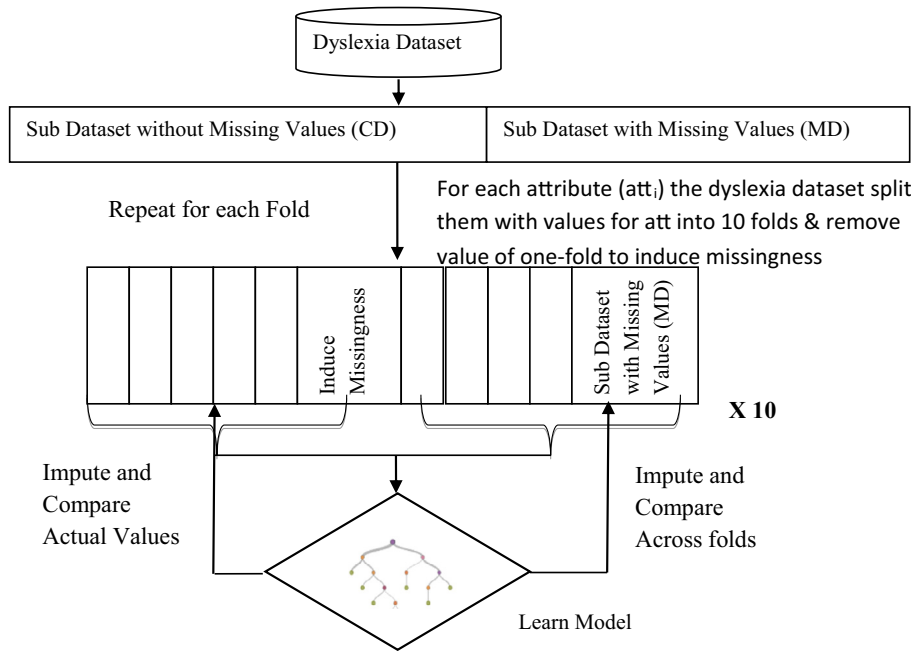 Dyslexia Dataset
Sub Dataset without Missing Values (CD)
Sub Dataset with Missing Values (MD)
Repeat for each Fold
For each attribute (attᵢ) the dyslexia dataset split
them with values for att into 10 folds & remove
value of one-fold to induce missingness
Induce
Missingness
Sub Dataset
with Missing
Values (MD)
X 10
Impute and
Compare
Actual Values
Impute and
Compare
Across folds
Learn Model